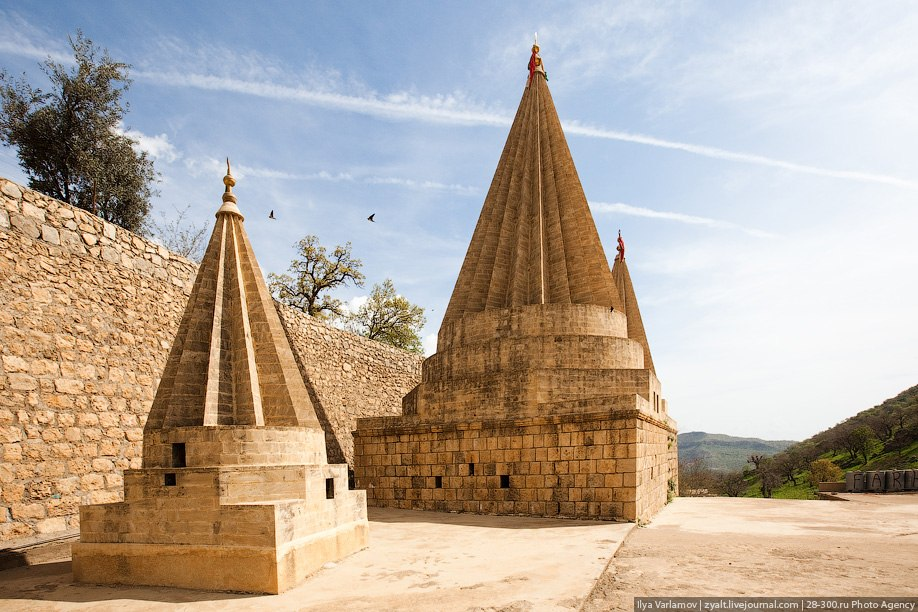 Ilya Varlamov | zyalt.livejournal.com | 28-300.ru Photo Agency